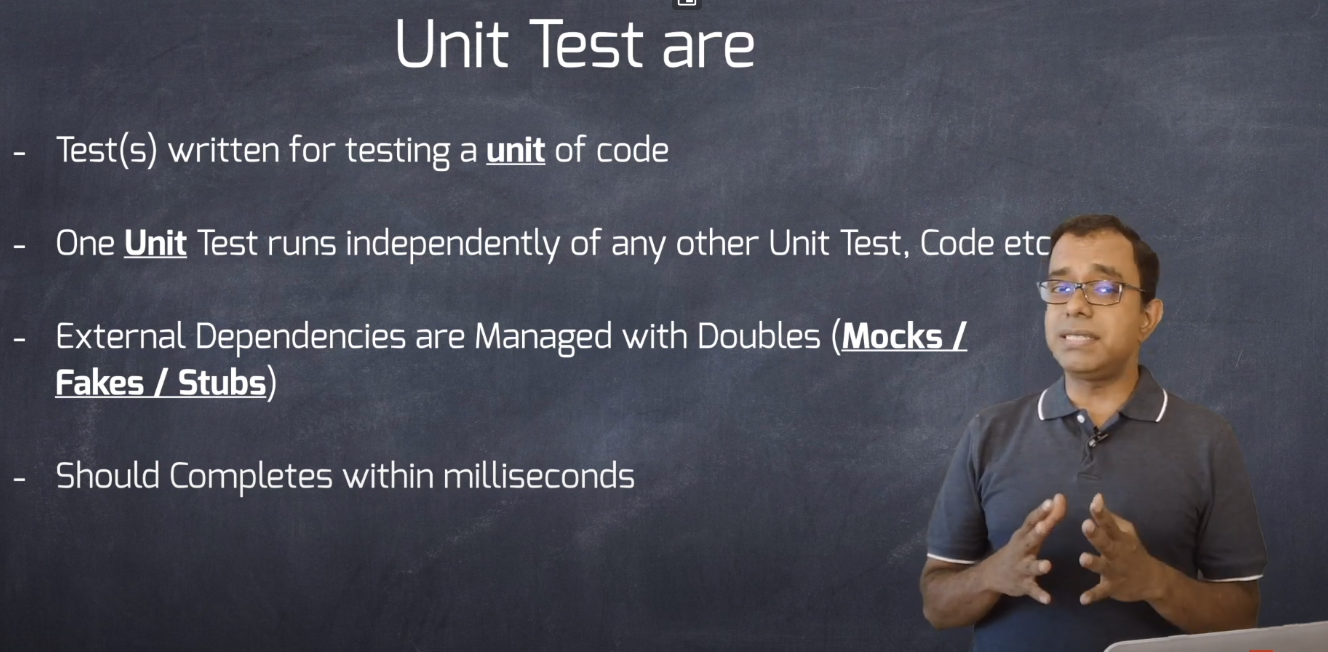 Unit Test are
- Test(s) written for testing a unit of code
- One Unit Test runs independently of any other Unit Test, Code etc
- External Dependencies are Managed with Doubles (Mocks /
Fakes / Stubs)
- Should Completes within milliseconds